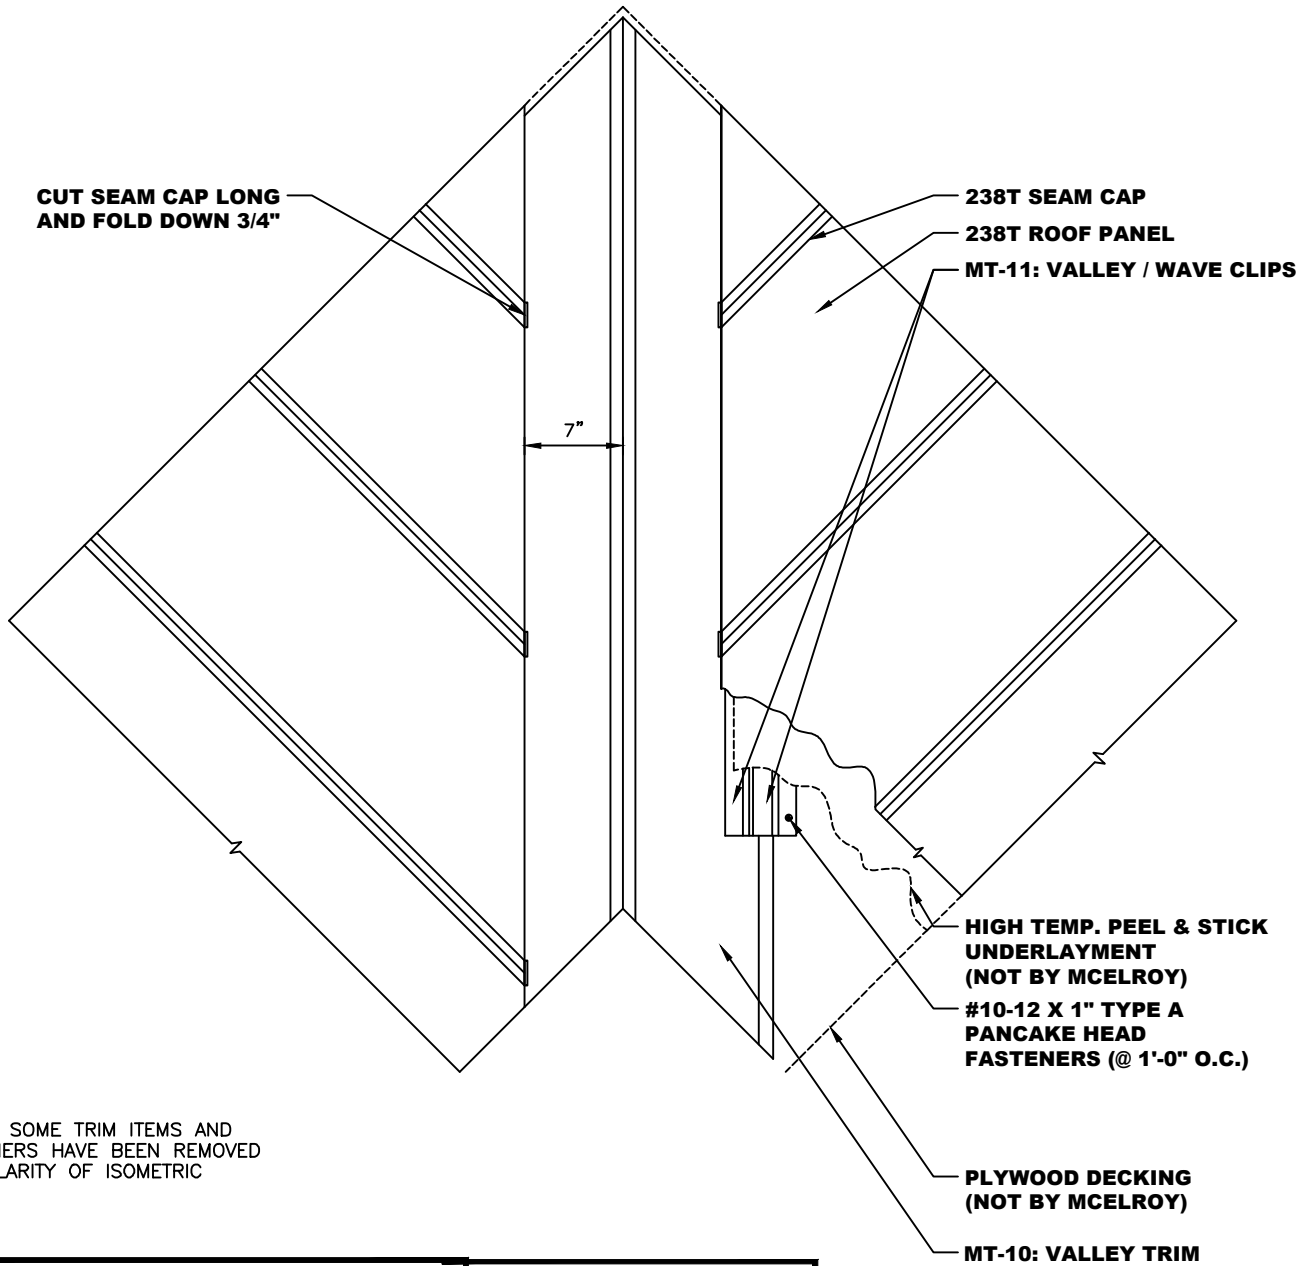 CUT SEAM CAP LONG
AND FOLD DOWN 3/4"
238T SEAM CAP
238T ROOF PANEL
MT-11: VALLEY / WAVE CLIPS
7"
HIGH TEMP. PEEL & STICK
UNDERLAYMENT
(NOT BY MCELROY)
#10-12 X 1" TYPE A
PANCAKE HEAD
FASTENERS (@ 1'-0" O.C.)
SOME TRIM ITEMS AND
HAVE BEEN REMOVED
OF ISOMETRIC
PLYWOOD DECKING
(NOT BY MCELROY)
MT-10: VALLEY TRIM